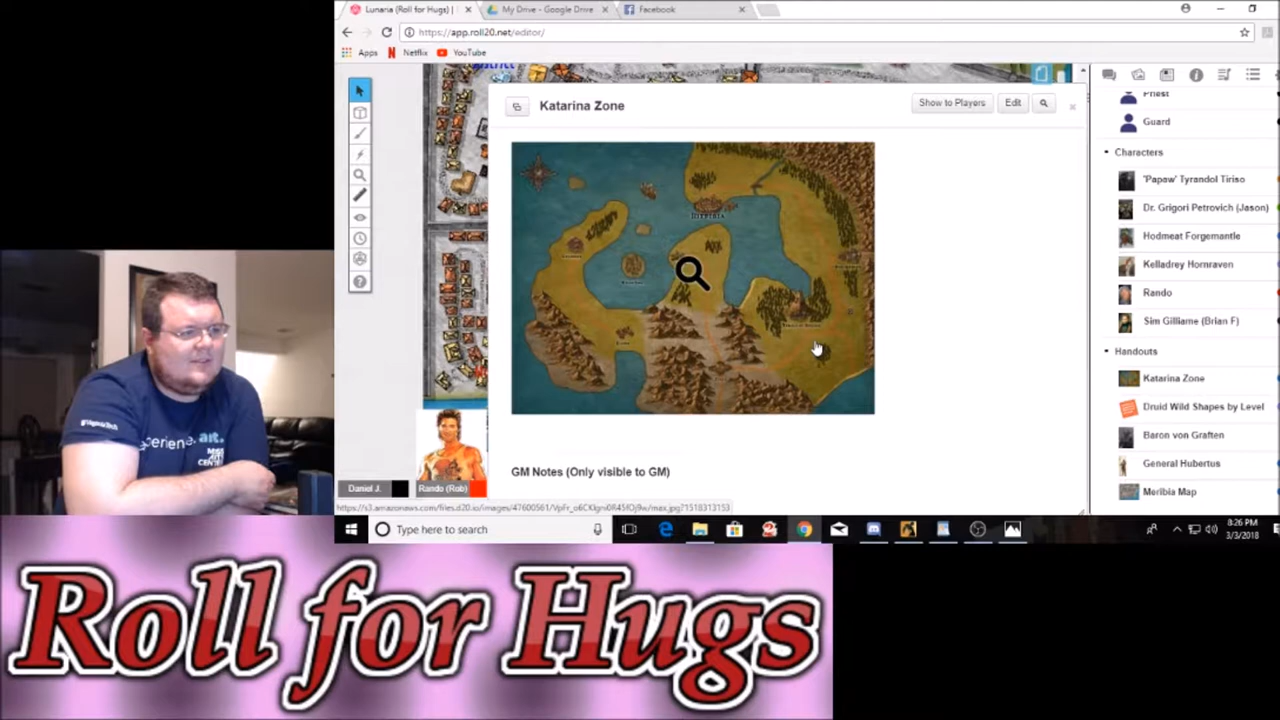 Lunaria (Roll for Hugs) |
My Drive - Google Drive
Facebook
https://app.roll20.net/editor/
Apps
Netflix
YouTube
District
Katarina Zone
Show to Players
Edit
GM Notes (Only visible to GM)
Priest
Guard
Characters
'Papaw' Tyrandol Tiriso
Dr. Grigori Petrovich (Jason)
Hodmeat Forgemantle
Kelladrey Hornraven
Rando
Sim Gilliame (Brian F)
Handouts
Katarina Zone
Druid Wild Shapes by Level
Baron von Graften
General Hubertus
Meribia Map
Daniel J.
Rando (Rob)
Type here to search
8:26 PM
3/3/2018
Roll for Hugs